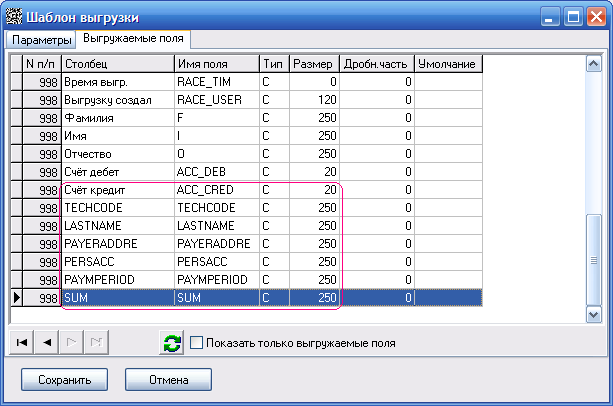 Шаблон выгрузки
Параметры Выгружаемые поля
N п/п Столбец Имя поля Тип Размер Дробн.часть Умолчание
998 Время выгр. RACE_TIM C 0 0
998 Выгрузку создал RACE_USER C 120 0
998 Фамилия F C 250 0
998 Имя I C 250 0
998 Отчество O C 250 0
998 Счёт дебет ACC_DEB C 20 0
998 Счёт кредит ACC_CRED C 20 0
998 TECHCODE TECHCODE C 250 0
998 LASTNAME LASTNAME C 250 0
998 PAYERADDRE PAYERADDRE C 250 0
998 PERSACC PERSACC C 250 0
998 PAYMPERIOD PAYMPERIOD C 250 0
998 SUM SUM C 250 0
Показать только выгружаемые поля
Сохранить Отмена